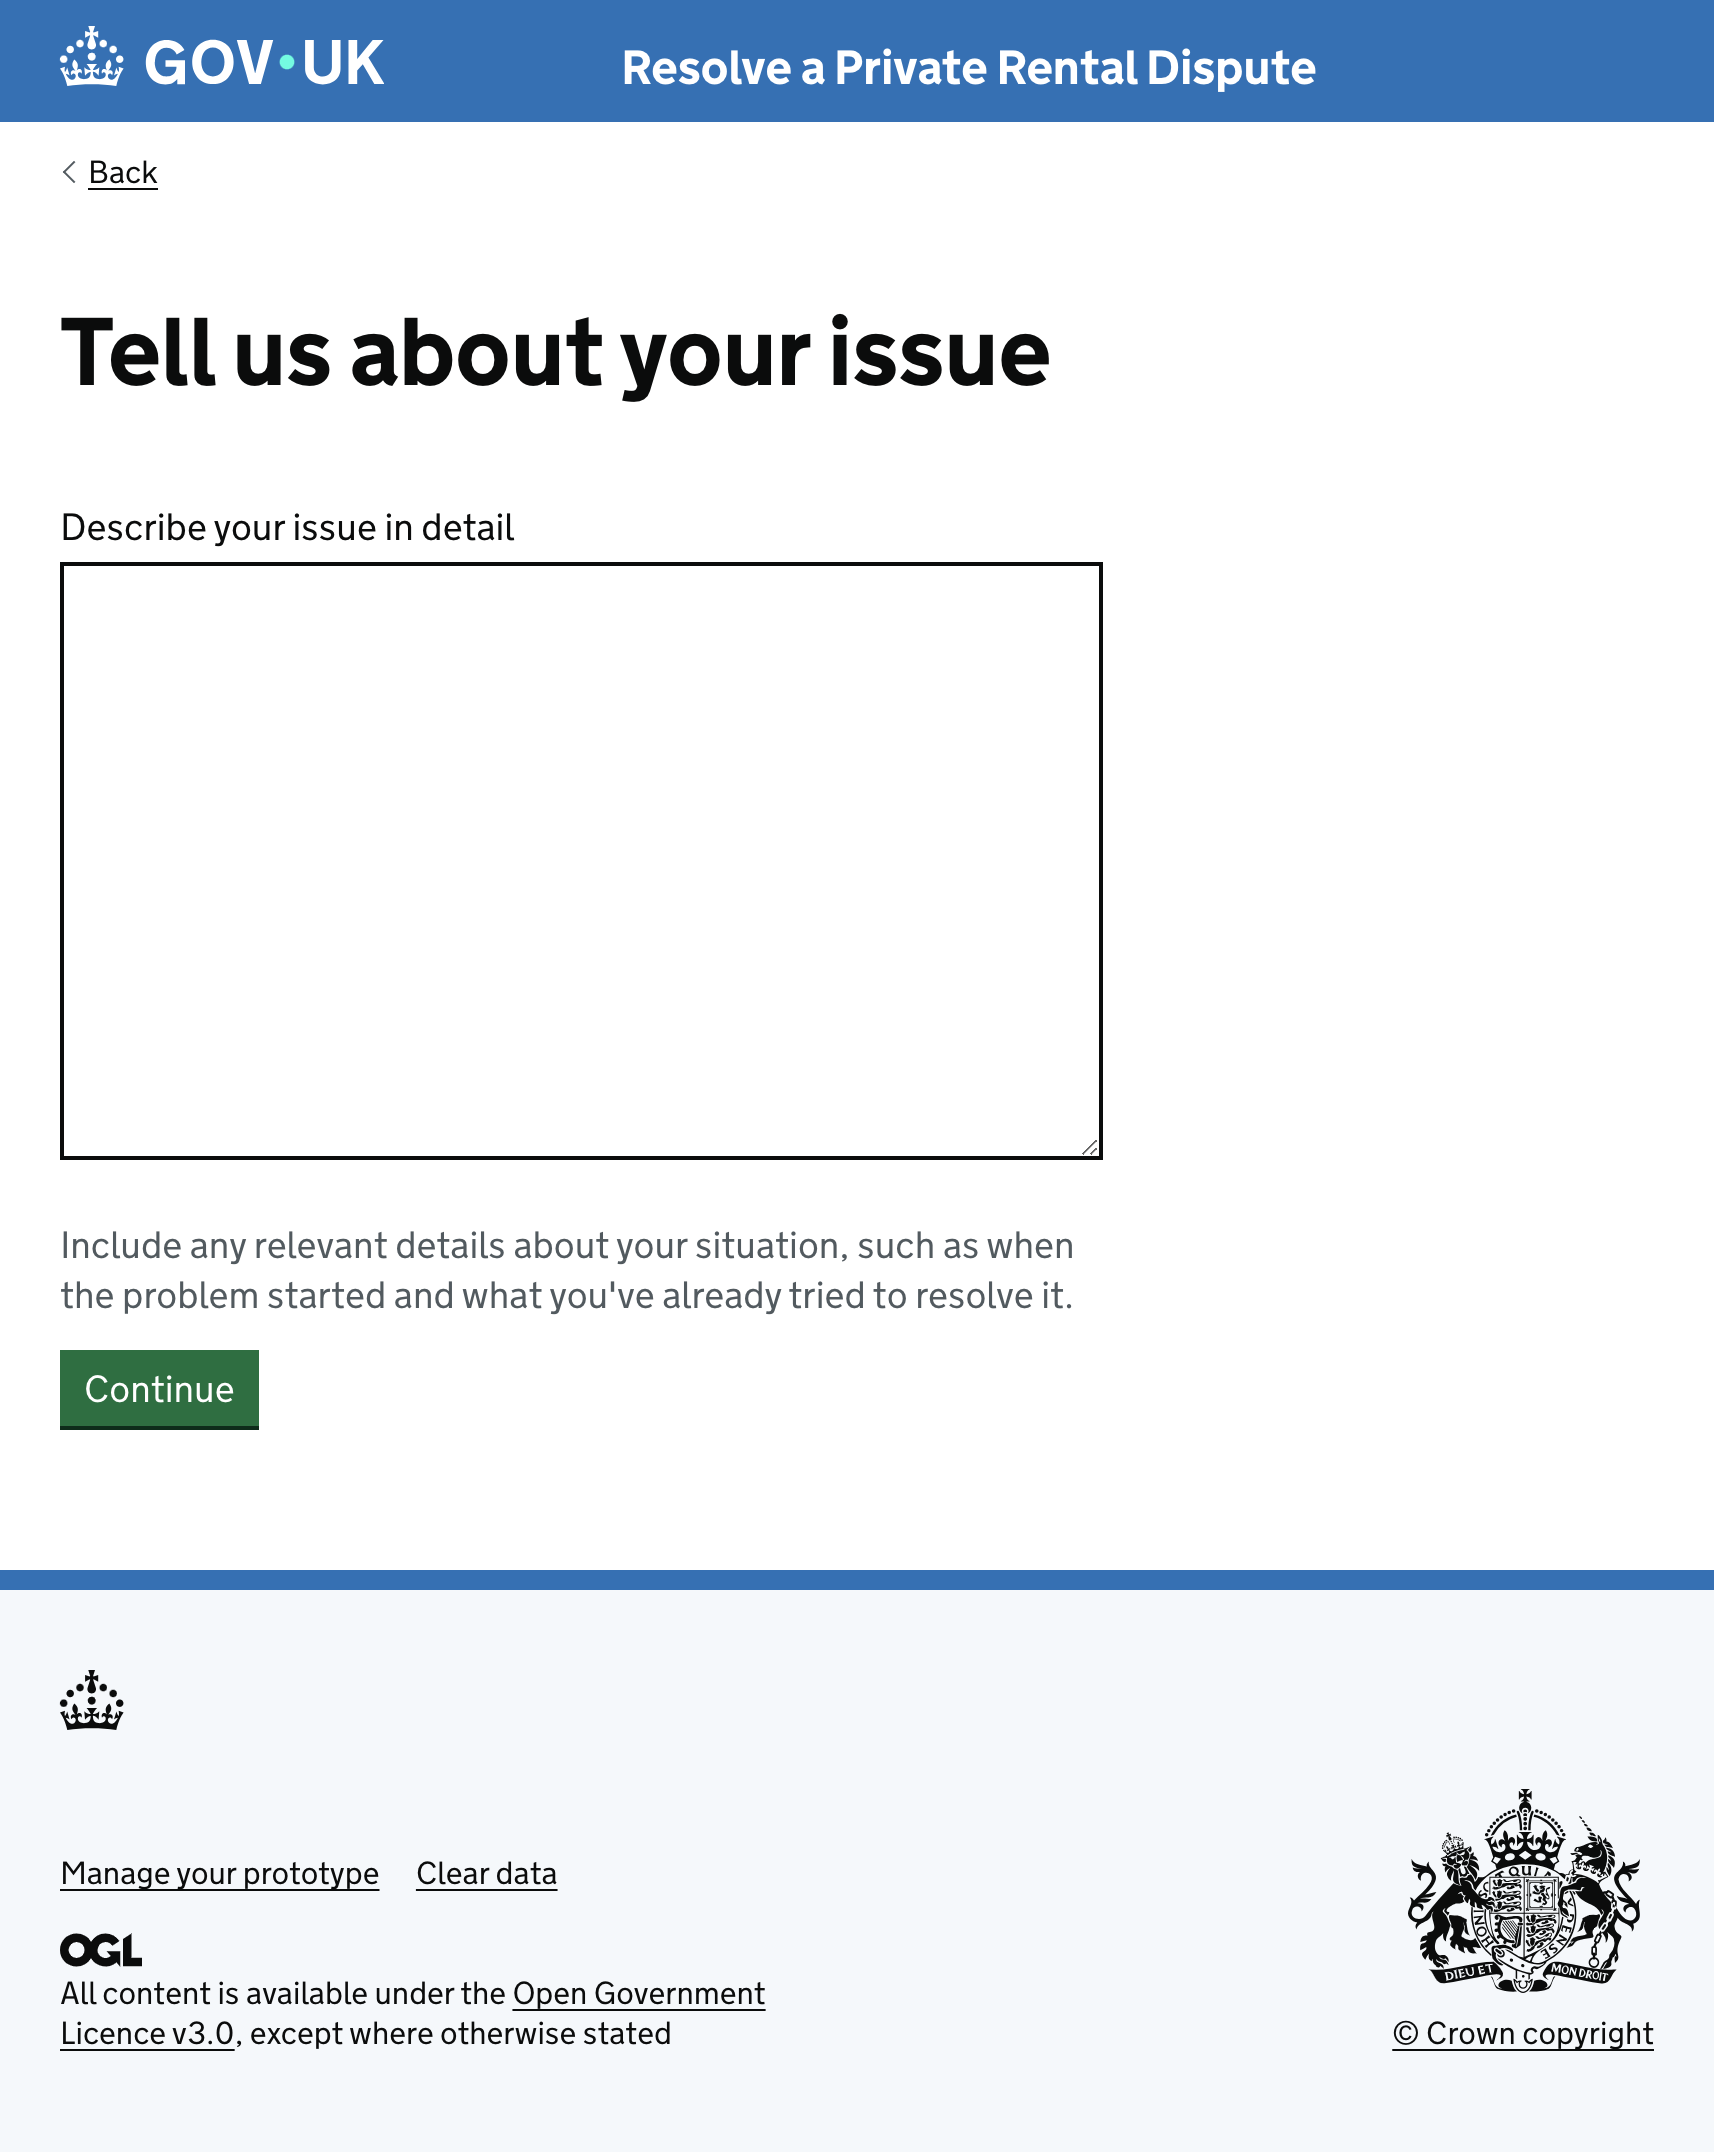 GOV•UK Resolve a Private Rental Dispute
Back
Tell us about your issue
Describe your issue in detail
Include any relevant details about your situation, such as when
the problem started and what you've already tried to resolve it.
Continue
Manage your prototype Clear data
OGL
All content is available under the Open Government
Licence v3.0, except where otherwise stated
DIEU ET MON DROIT
© Crown copyright